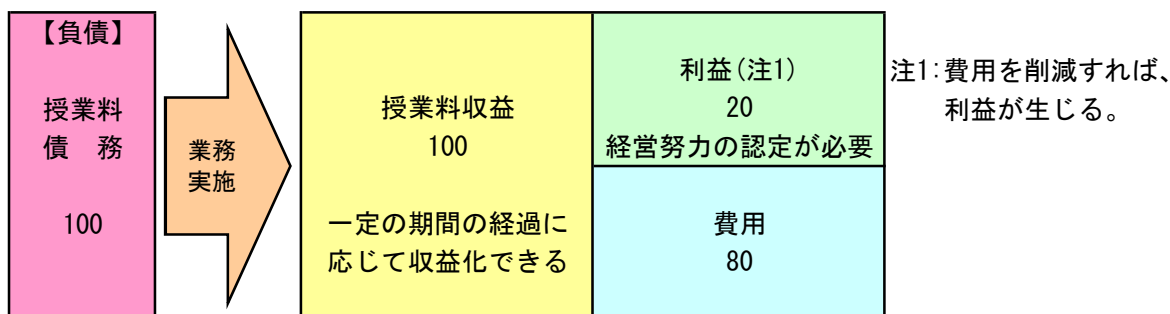 【負債】
授業料
債　務
100
業務
実施
授業料収益
100
一定の期間の経過に
応じて収益化できる
利益(注1)
20
経営努力の認定が必要
費用
80
注1:費用を削減すれば、
利益が生じる。